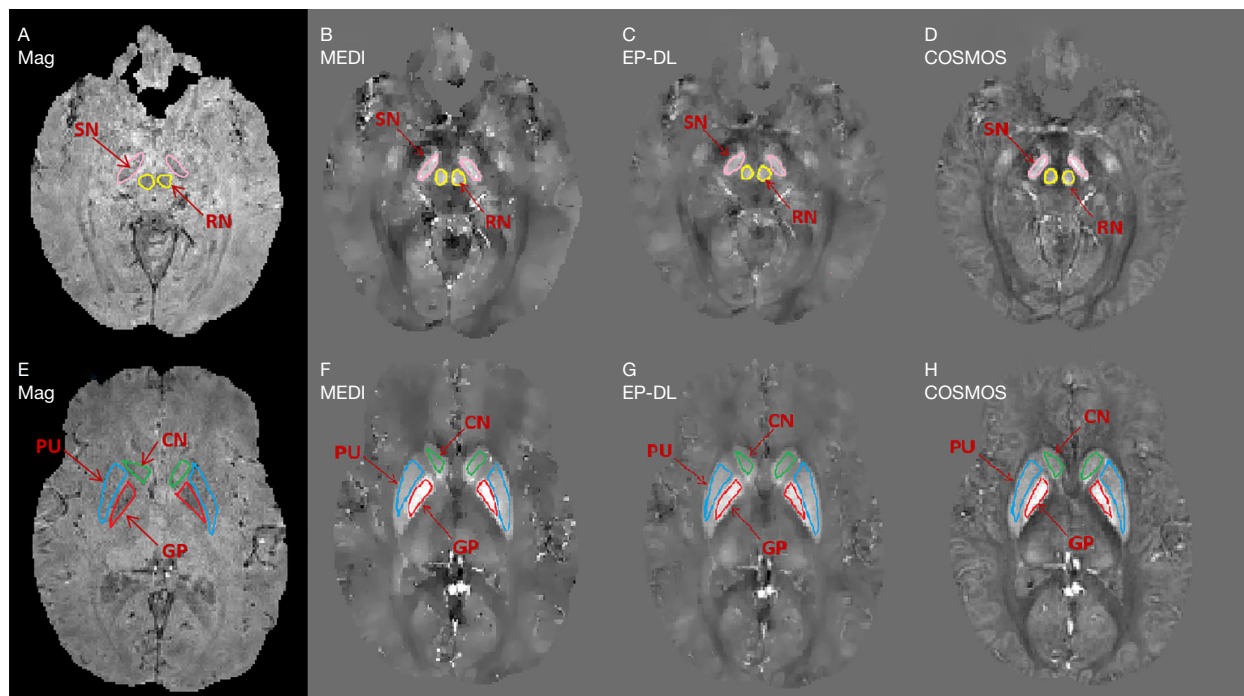 A
Mag
B
MEDI
C
EP-DL
D
COSMOS
SN
RN
SN
RN
SN
RN
SN
RN
E
Mag
F
MEDI
G
EP-DL
H
COSMOS
PU
CN
GP
PU
CN
GP
PU
CN
GP
PU
CN
GP